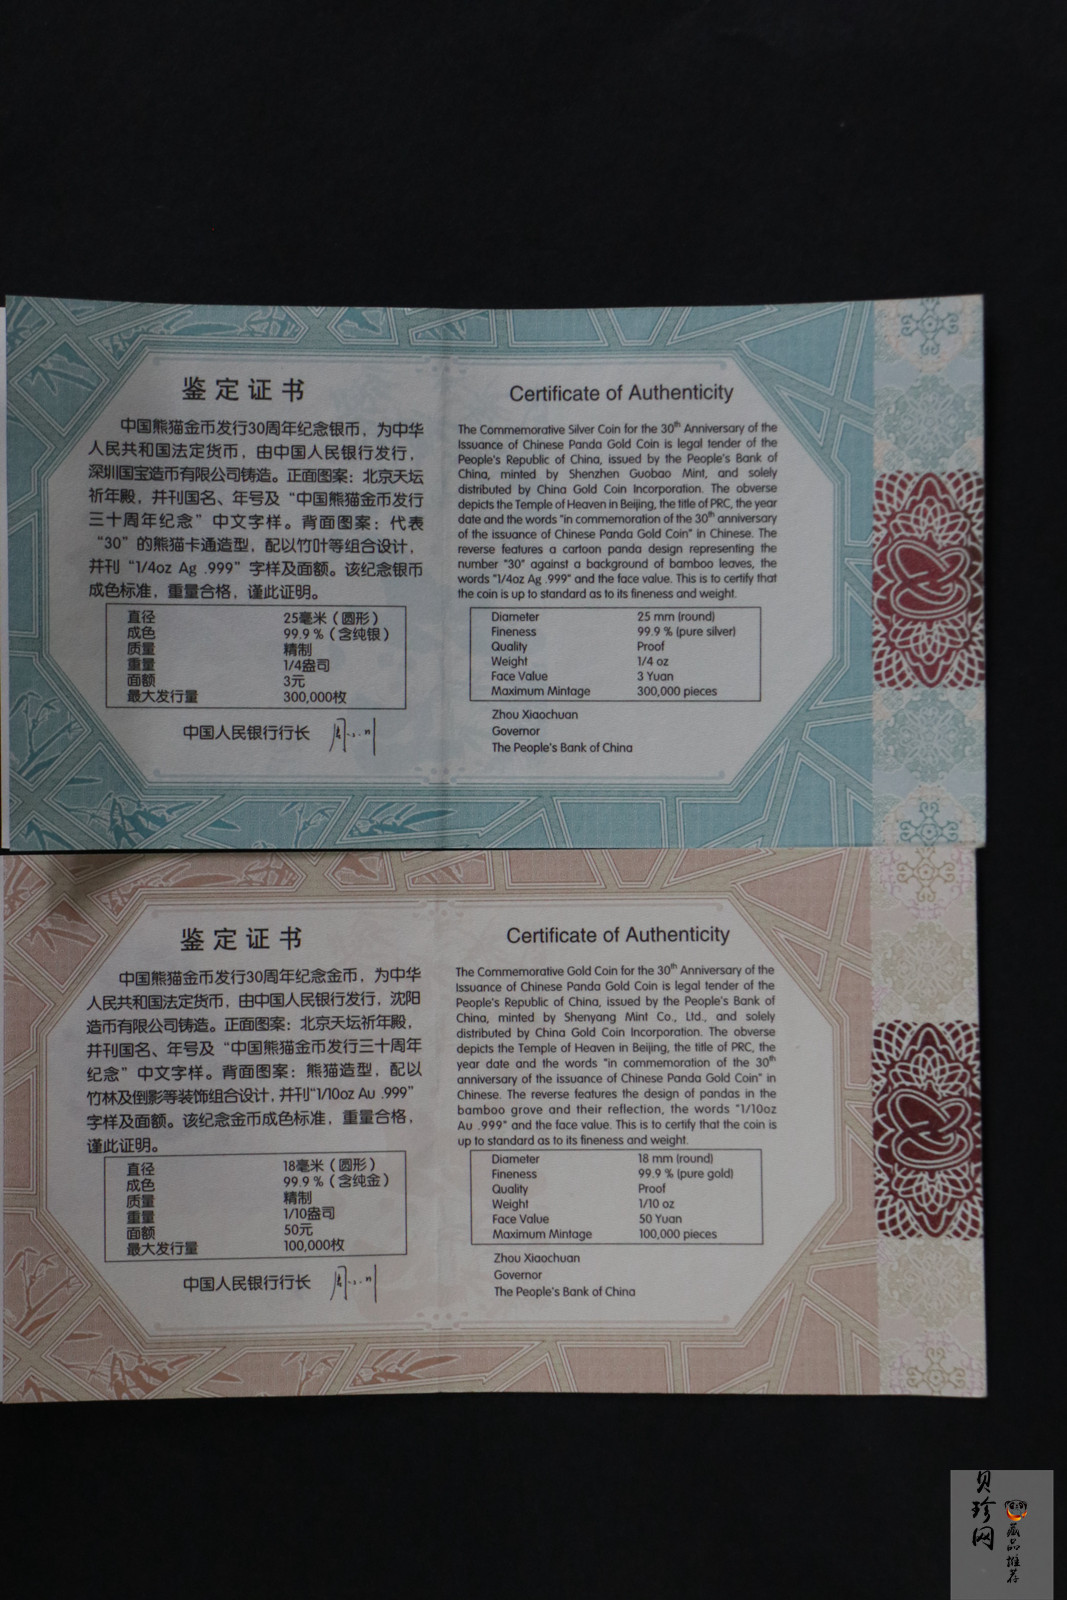 鉴定证书
中国熊猫金币发行30周年纪念银币，为中华
人民共和国法定货币，由中国人民银行发行，
深圳国宝造币有限公司铸造。正面图案：北京天坛
祈年殿，并刊国名、年号及“中国熊猫金币发行
三十周年纪念”中文字样。背面图案：代表
“30”的熊猫卡通造型，配以竹叶等组合设计，
并刊“1/4oz Ag .999”字样及面额。该纪念银币
成色标准，重量合格，谨此证明。
直径 25毫米（圆形）
成色 99.9 %（含纯银）
质量 精制
重量 1/4盎司
面额 3元
最大发行量 300,000枚
中国人民银行行长
Certificate of Authenticity
The Commemorative Silver Coin for the 30th Anniversary of the
Issuance of Chinese Panda Gold Coin is legal tender of the
People's Republic of China, issued by the People's Bank of
China, minted by Shenzhen Guobao Mint, and solely
distributed by China Gold Coin Incorporation. The obverse
depicts the Temple of Heaven in Beijing, the title of PRC, the year
date and the words "in commemoration of the 30th anniversary
of the issuance of Chinese Panda Gold Coin" in Chinese. The
reverse features a cartoon panda design representing the
number "30" against a background of bamboo leaves, the
words "1/4oz Ag .999" and the face value. This is to certify that
the coin is up to standard as to its fineness and weight.
Diameter 25 mm (round)
Fineness 99.9 % (pure silver)
Quality Proof
Weight 1/4 oz
Face Value 3 Yuan
Maximum Mintage 300,000 pieces
Zhou Xiaochuan
Governor
The People's Bank of China
鉴定证书
中国熊猫金币发行30周年纪念金币，为中华
人民共和国法定货币，由中国人民银行发行，沈阳
造币有限公司铸造。正面图案：北京天坛祈年殿，
并刊国名、年号及“中国熊猫金币发行三十周年
纪念”中文字样。背面图案：熊猫造型，配以
竹林及倒影等装饰组合设计，并刊“1/10oz Au .999”
字样及面额。该纪念金币成色标准，重量合格，
谨此证明。
直径 18毫米（圆形）
成色 99.9 %（含纯金）
质量 精制
重量 1/10盎司
面额 50元
最大发行量 100,000枚
中国人民银行行长
Certificate of Authenticity
The Commemorative Gold Coin for the 30th Anniversary of the
Issuance of Chinese Panda Gold Coin is legal tender of the
People's Republic of China, issued by the People's Bank of
China, minted by Shenyang Mint Co., Ltd., and solely
distributed by China Gold Coin Incorporation. The obverse
depicts the Temple of Heaven in Beijing, the title of PRC, the
year date and the words "in commemoration of the 30th
anniversary of the issuance of Chinese Panda Gold Coin" in
Chinese. The reverse features the design of pandas in the
bamboo grove and their reflection, the words "1/10oz
Au .999" and the face value. This is to certify that the coin is
up to standard as to its fineness and weight.
Diameter 18 mm (round)
Fineness 99.9 % (pure gold)
Quality Proof
Weight 1/10 oz
Face Value 50 Yuan
Maximum Mintage 100,000 pieces
Zhou Xiaochuan
Governor
The People's Bank of China
贝珍网
藏品推荐